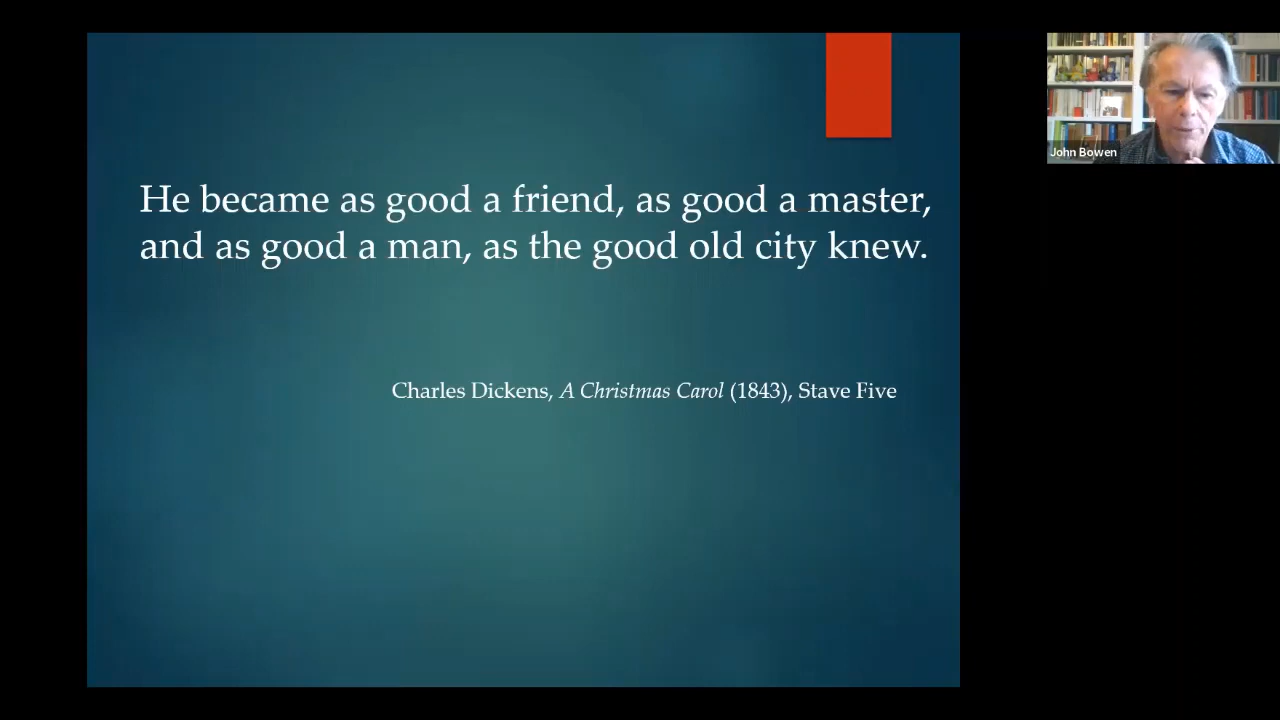 He became as good a friend, as good a master,
and as good a man, as the good old city knew.
Charles Dickens, A Christmas Carol (1843), Stave Five
John Bowen